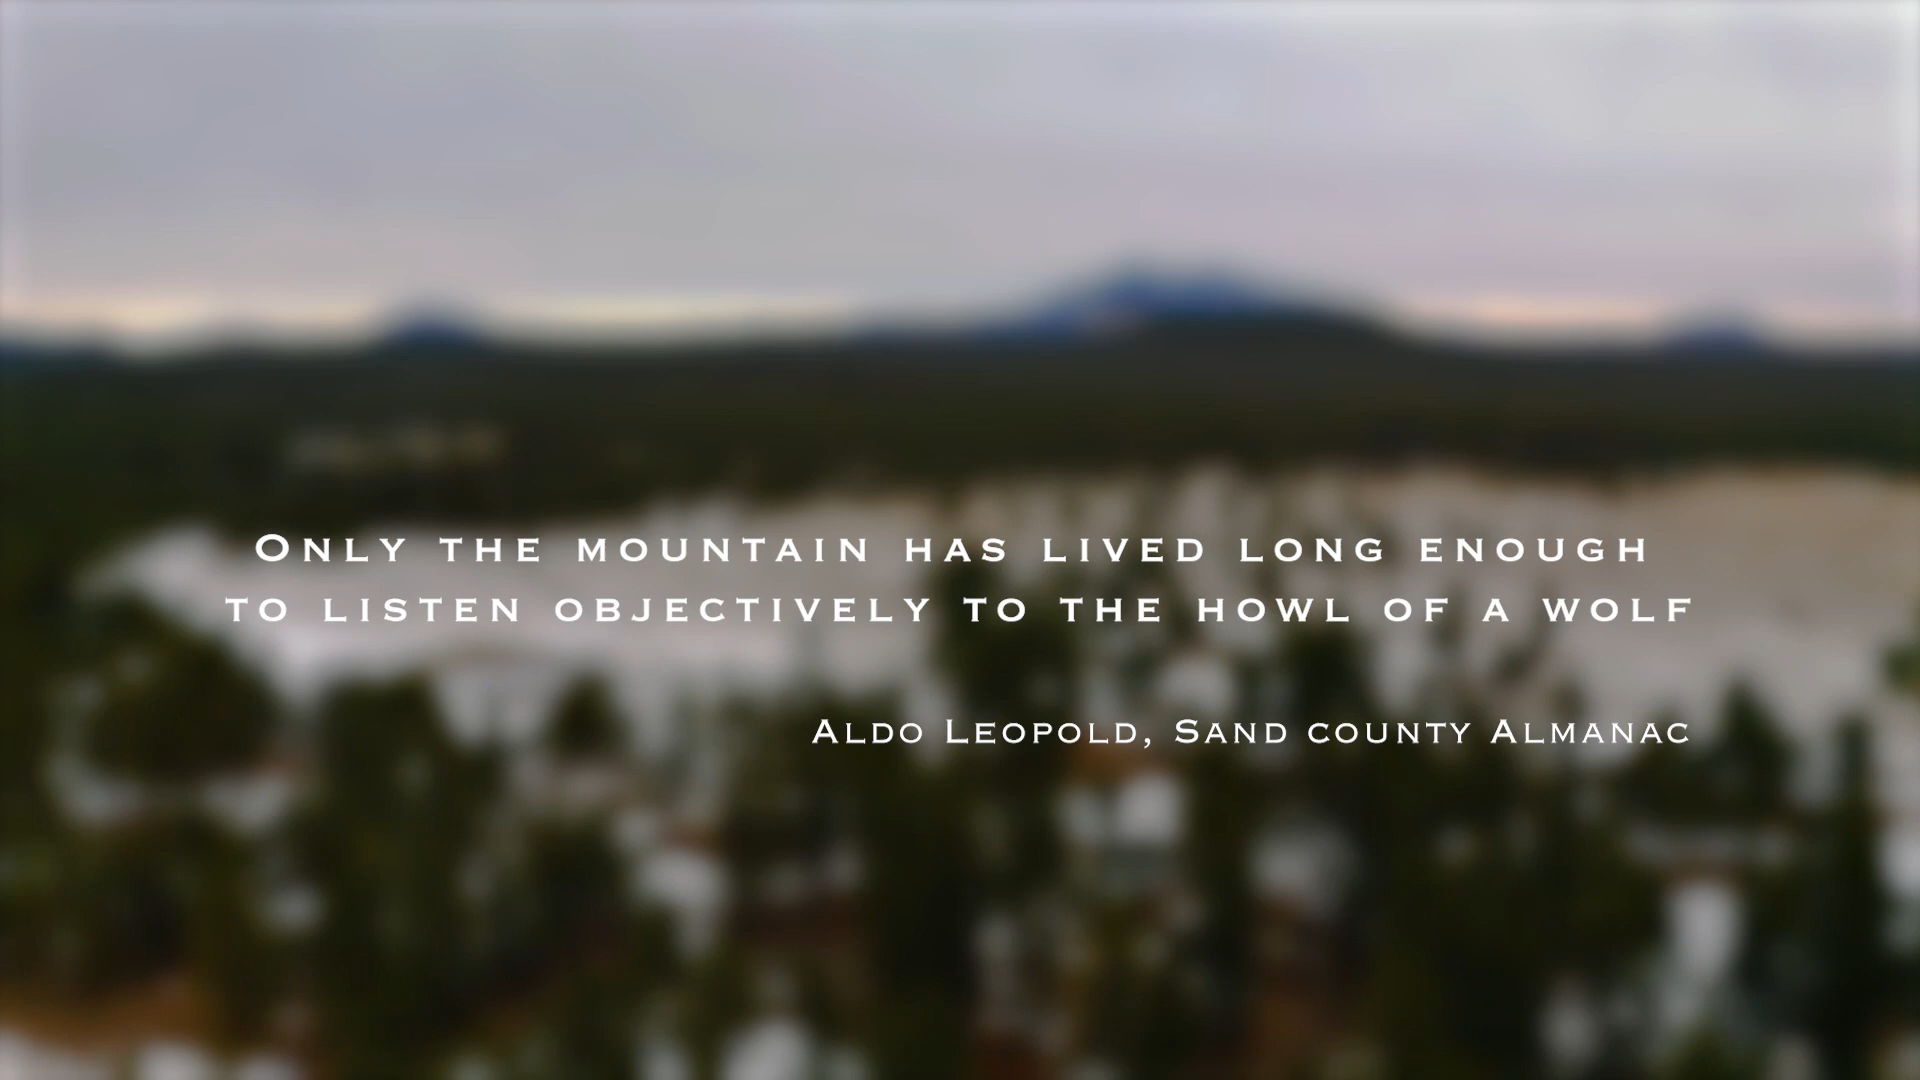 Only the mountain has lived long enough
to listen objectively to the howl of a wolf
Aldo Leopold, Sand county Almanac